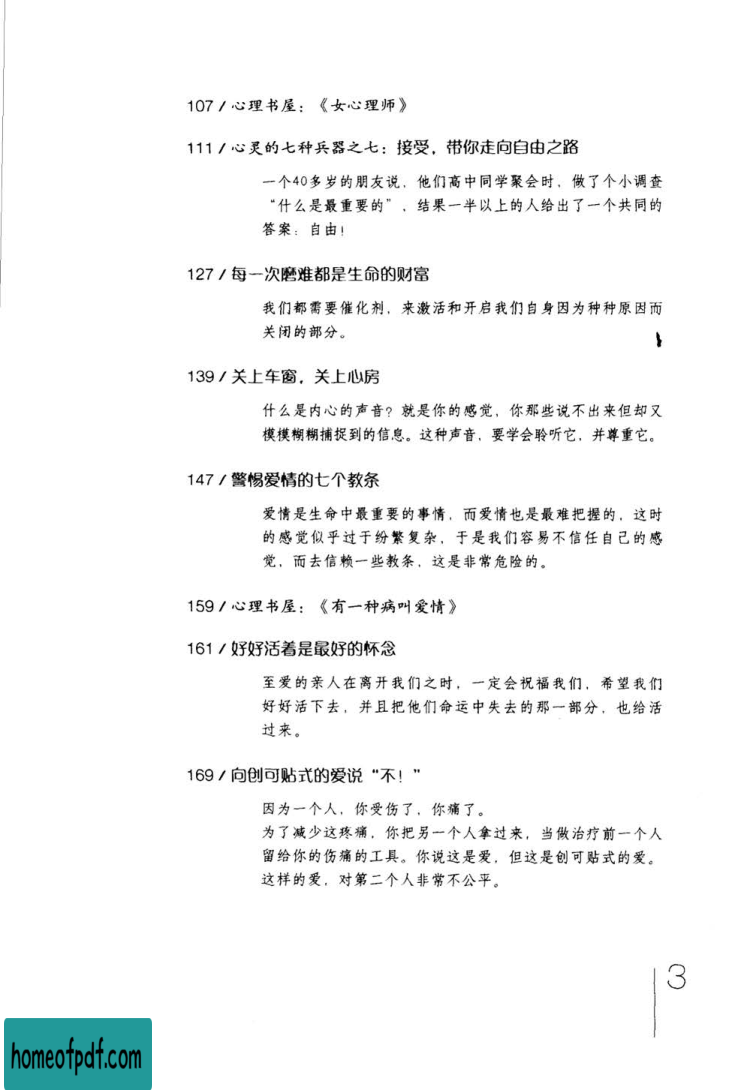 107 / 心理书屋：《女心理师》
111 / 心灵的七种兵器之七：接受，带你走向自由之路
一个40多岁的朋友说，他们高中同学聚会时，做了个小调查
“什么是最重要的”，结果一半以上的人给出了一个共同的
答案：自由！
127 / 每一次磨难都是生命的财富
我们都需要催化剂，来激活和开启我们自身因为种种原因而
关闭的部分。
139 / 关上车窗，关上心房
什么是内心的声音？就是你的感觉，你那些说不出来但却又
模模糊糊捕捉到的信息。这种声音，要学会聆听它，并尊重它。
147 / 警惕爱情的七个教条
爱情是生命中最重要的事情，而爱情也是最难把握的，这时
的感觉似乎过于纷繁复杂，于是我们容易不信任自己的感
觉，而去信赖一些教条，这是非常危险的。
159 / 心理书屋：《有一种病叫爱情》
161 / 好好活着是最好的怀念
至爱的亲人在离开我们之时，一定会祝福我们，希望我们
好好活下去，并且把他们命运中失去的那一部分，也给活
过来。
169 / 向创可贴式的爱说“不！”
因为一个人，你受伤了，你痛了。
为了减少这疼痛，你把另一个人拿过来，当做治疗前一个人
留给你的伤痛的工具。你说这是爱，但这是创可贴式的爱。
这样的爱，对第二个人非常不公平。
3
homeofpdf.com